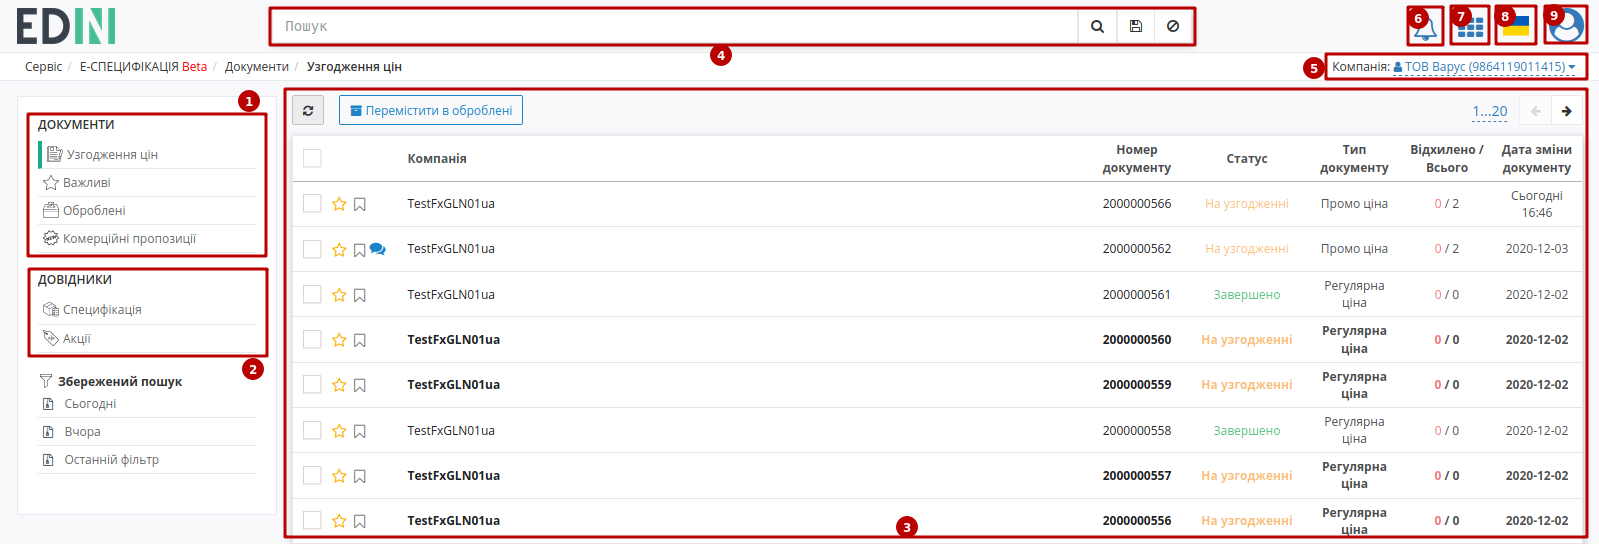 EDIN
Пошук
4
6
7
8
9
Сервіс / Е-СПЕЦИФІКАЦІЯ Beta / Документи / Узгодження цін
5
Компанія: ТОВ Варус (9864119011415)
1
ДОКУМЕНТИ
Узгодження цін
Важливі
Оброблені
Комерційні пропозиції
ДОВІДНИКИ
Специфікація
Акції
2
Збережений пошук
Сьогодні
Вчора
Останній фільтр
Перемістити в оброблені
1...20
Компанія Номер документу Статус Тип документу Відхилено / Всього Дата зміни документу
TestFxGLN01ua 2000000566 На узгодженні Промо ціна 0 / 2 Сьогодні 16:46
TestFxGLN01ua 2000000562 На узгодженні Промо ціна 0 / 2 2020-12-03
TestFxGLN01ua 2000000561 Завершено Регулярна ціна 0 / 0 2020-12-02
TestFxGLN01ua 2000000560 На узгодженні Регулярна ціна 0 / 0 2020-12-02
TestFxGLN01ua 2000000559 На узгодженні Регулярна ціна 0 / 0 2020-12-02
TestFxGLN01ua 2000000558 Завершено Регулярна ціна 0 / 0 2020-12-02
TestFxGLN01ua 2000000557 На узгодженні Регулярна ціна 0 / 0 2020-12-02
TestFxGLN01ua 2000000556 На узгодженні Регулярна ціна 0 / 0 2020-12-02
3